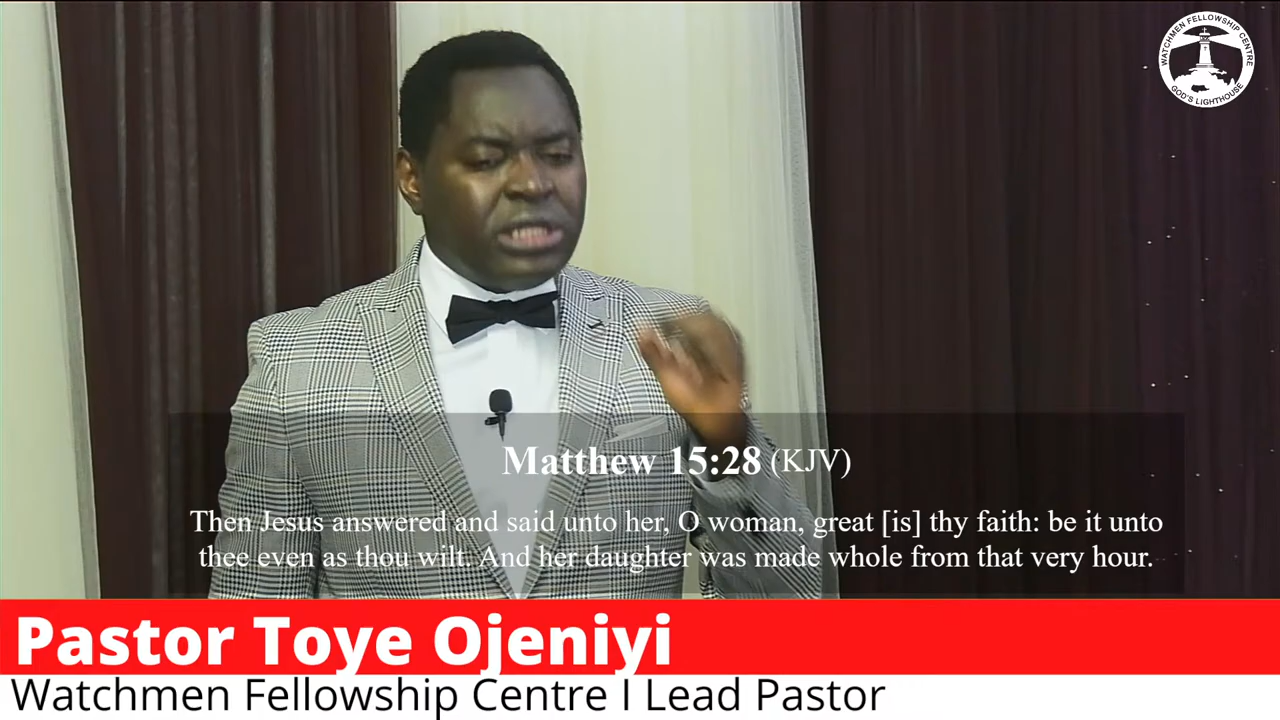 WATCHMEN FELLOWSHIP CENTRE
GOD'S LIGHTHOUSE
Matthew 15:28 (KJV)
Then Jesus answered and said unto her, O woman, great [is] thy faith: be it unto
thee even as thou wilt. And her daughter was made whole from that very hour.
Pastor Toye Ojeniyi
Watchmen Fellowship Centre I Lead Pastor